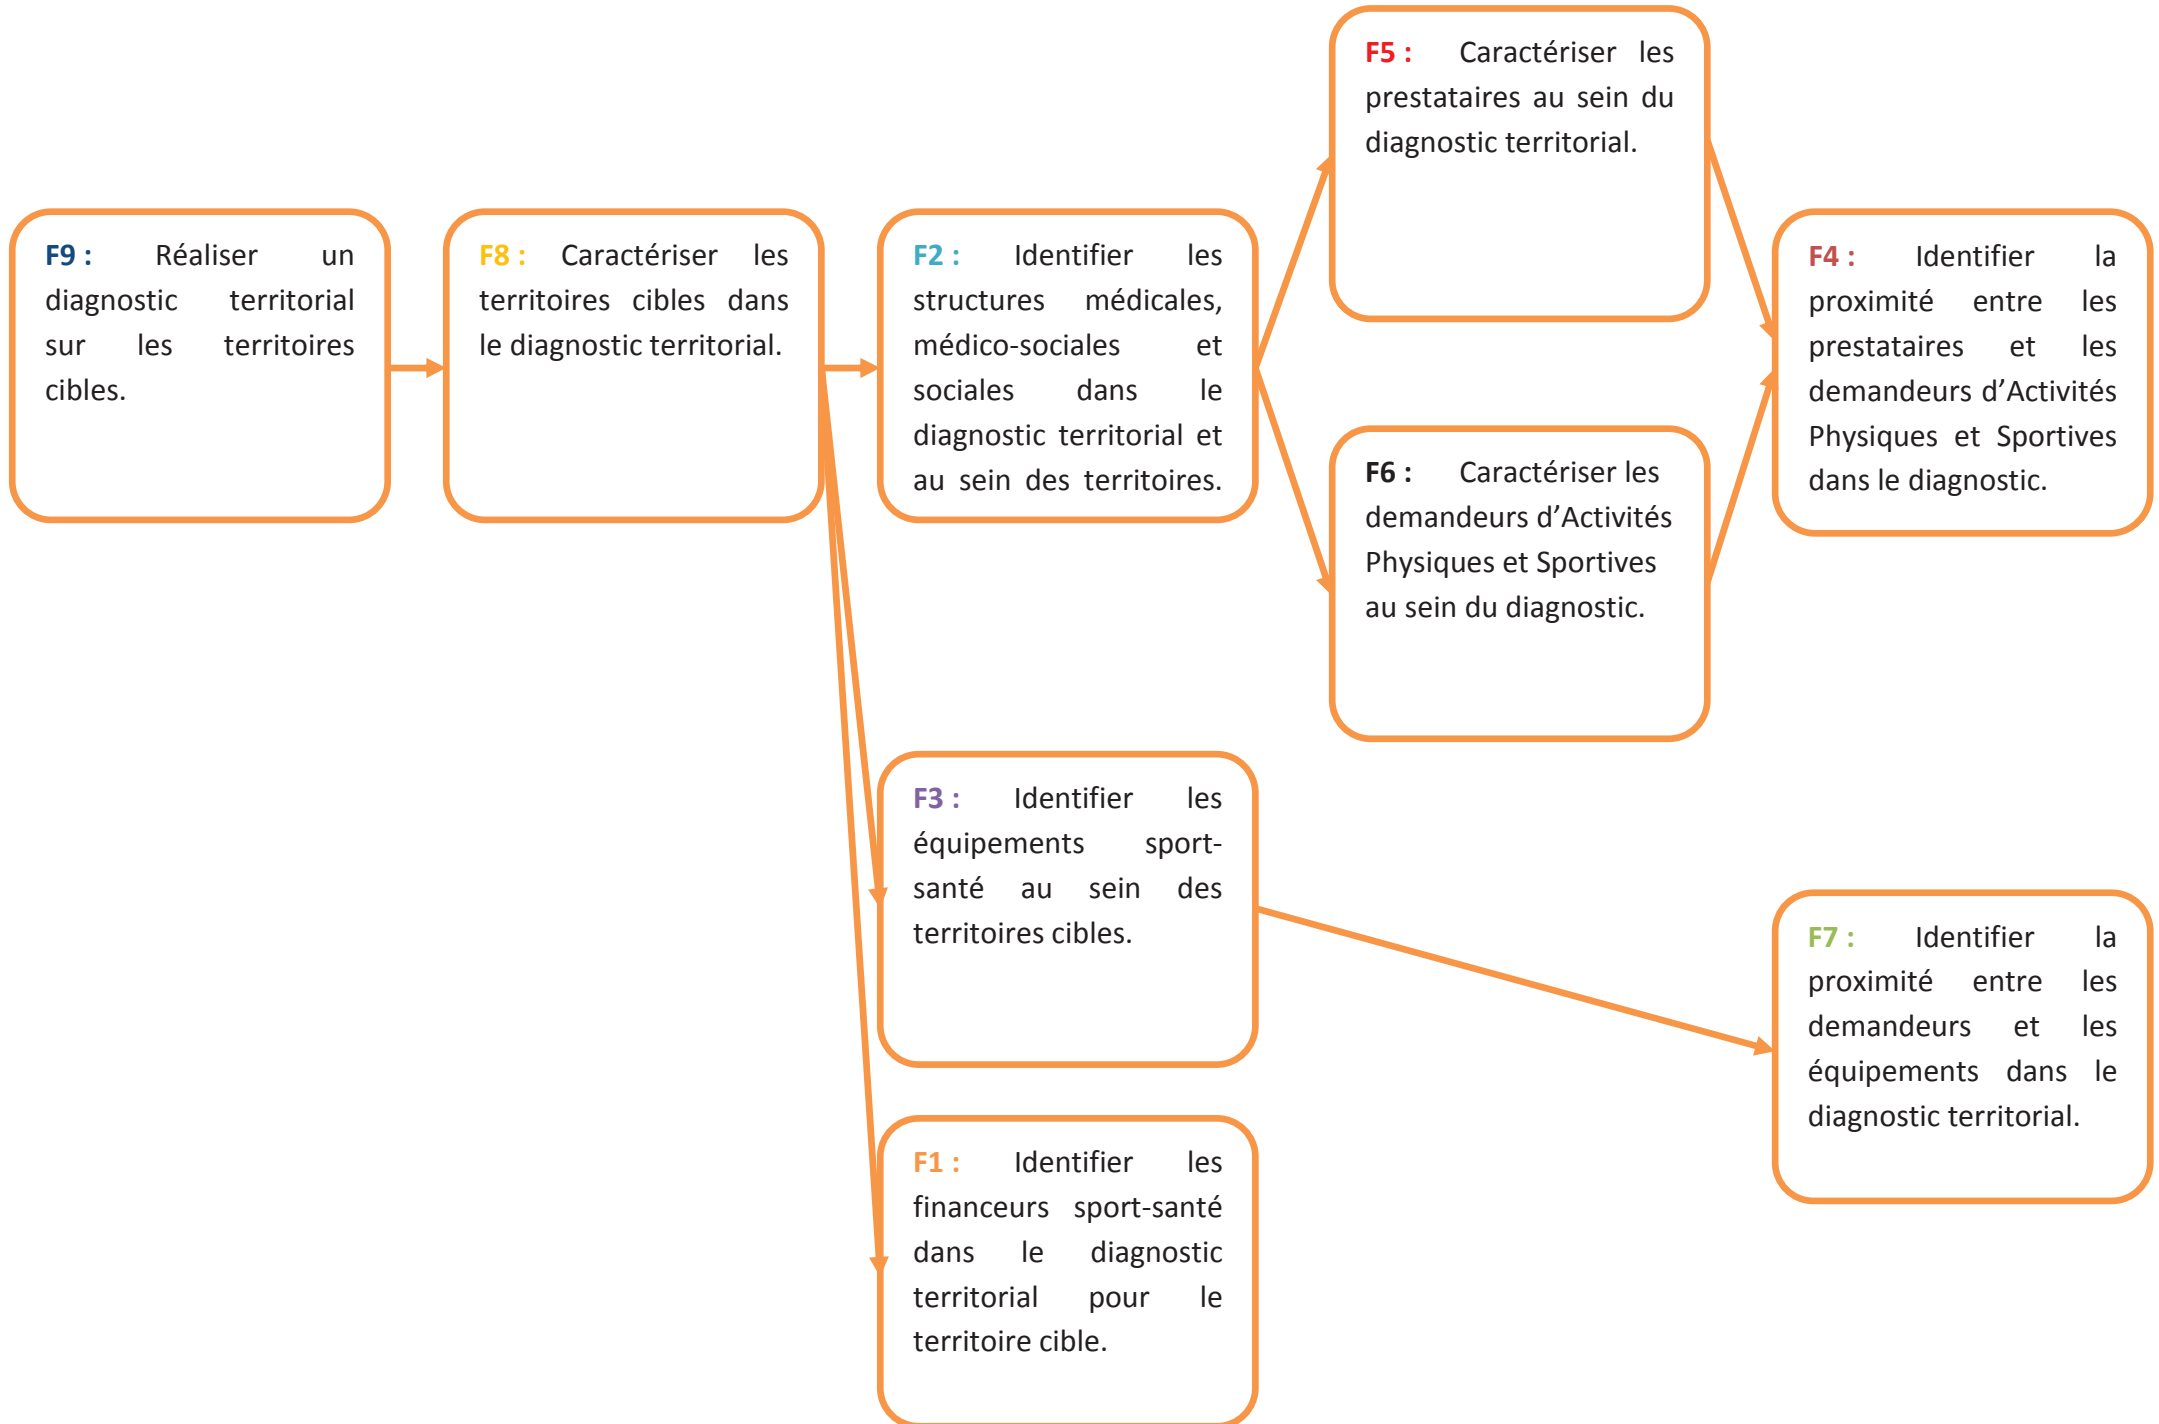 F9 : Réaliser un
diagnostic territorial
sur les territoires
cibles.
F8 : Caractériser les
territoires cibles dans
le diagnostic territorial.
F2 : Identifier les
structures médicales,
médico-sociales et
sociales dans le
diagnostic territorial et
au sein des territoires.
F5 : Caractériser les
prestataires au sein du
diagnostic territorial.
F6 : Caractériser les
demandeurs d’Activités
Physiques et Sportives
au sein du diagnostic.
F4 : Identifier la
proximité entre les
prestataires et les
demandeurs d’Activités
Physiques et Sportives
dans le diagnostic.
F3 : Identifier les
équipements sport-
santé au sein des
territoires cibles.
F7 : Identifier la
proximité entre les
demandeurs et les
équipements dans le
diagnostic territorial.
F1 : Identifier les
financeurs sport-santé
dans le diagnostic
territorial pour le
territoire cible.